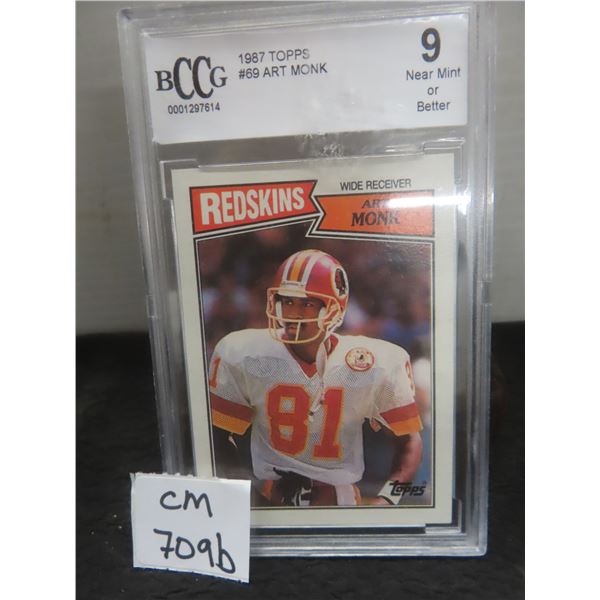 BCCG
0001297614
1987 TOPPS
#69 ART MONK
9
Near Mint
or
Better
REDSKINS
WIDE RECEIVER
ART
MONK
81
81
Topps
cm
709b